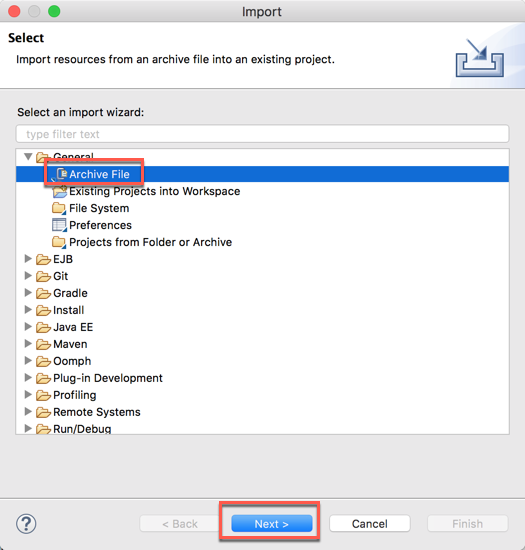 Import
Select
Import resources from an archive file into an existing project.
Select an import wizard:
type filter text
General
Archive File
Existing Projects into Workspace
File System
Preferences
Projects from Folder or Archive
EJB
Git
Gradle
Install
Java EE
Maven
Oomph
Plug-in Development
Profiling
Remote Systems
Run/Debug
? < Back Next > Cancel Finish